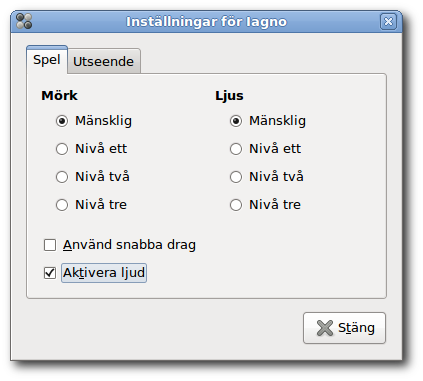 Inställningar för Iagno
Spel Utseende
Mörk Ljus
Mänsklig Mänsklig
Nivå ett Nivå ett
Nivå två Nivå två
Nivå tre Nivå tre
Använd snabba drag
Aktivera ljud
Stäng